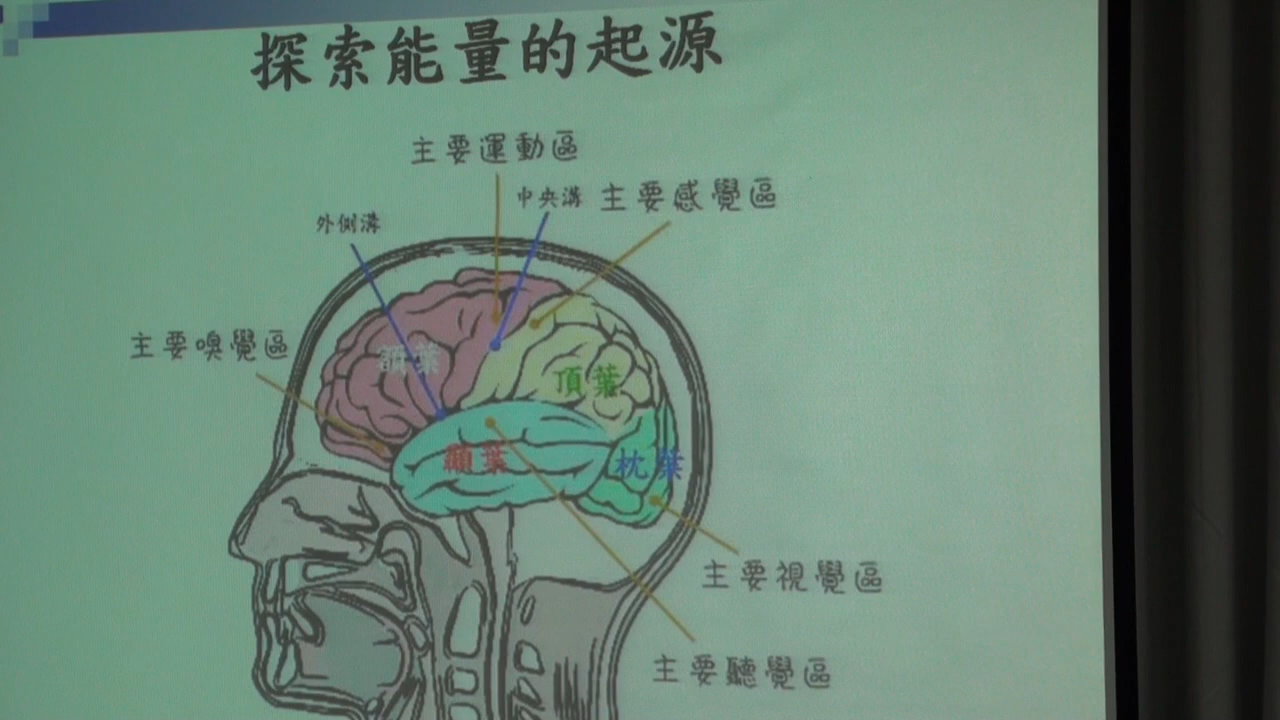 探索能量的起源
主要運動區
中央溝
主要感覺區
外側溝
主要嗅覺區
額葉
頂葉
顳葉
枕葉
主要視覺區
主要聽覺區